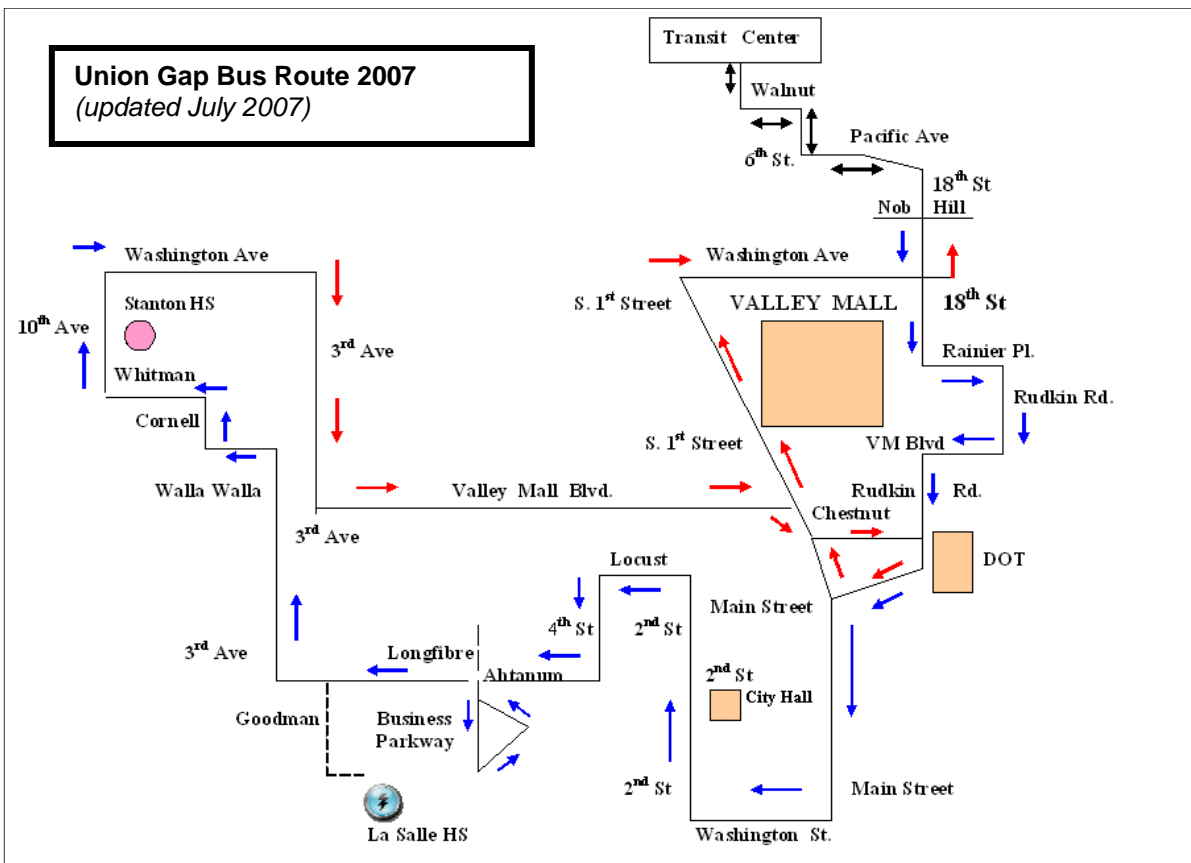 Union Gap Bus Route 2007
(updated July 2007)
Transit Center
Walnut
Pacific Ave
6th St.
18th St
Nob Hill
Washington Ave
Washington Ave
Stanton HS
S. 1st Street
VALLEY MALL
18th St
10th Ave
3rd Ave
Rainier Pl.
Whitman
Rudkin Rd.
Cornell
S. 1st Street
VM Blvd
Walla Walla
Valley Mall Blvd.
Rudkin Rd.
Chestnut
3rd Ave
Locust
DOT
Main Street
4th St
2nd St
3rd Ave
Longfibre
Ahtanum
2nd St
City Hall
Goodman
Business
Parkway
2nd St
Main Street
La Salle HS
Washington St.